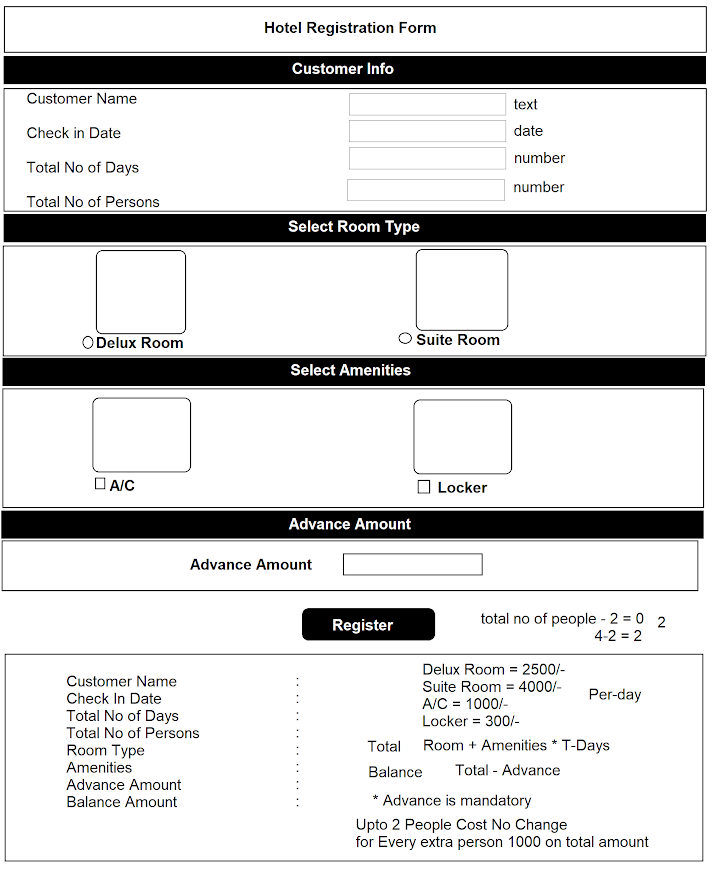 Hotel Registration Form
Customer Info
Customer Name
text
Check in Date
date
Total No of Days
number
Total No of Persons
number
Select Room Type
Delux Room
Suite Room
Select Amenities
A/C
Locker
Advance Amount
Advance Amount
Register
total no of people - 2 = 0 2
4-2 = 2
Customer Name :
Check In Date :
Total No of Days :
Total No of Persons :
Room Type :
Amenities :
Advance Amount :
Balance Amount :
Delux Room = 2500/-
Suite Room = 4000/-
A/C = 1000/-
Locker = 300/-
Per-day
Total Room + Amenities * T-Days
Balance Total - Advance
* Advance is mandatory
Upto 2 People Cost No Change
for Every extra person 1000 on total amount